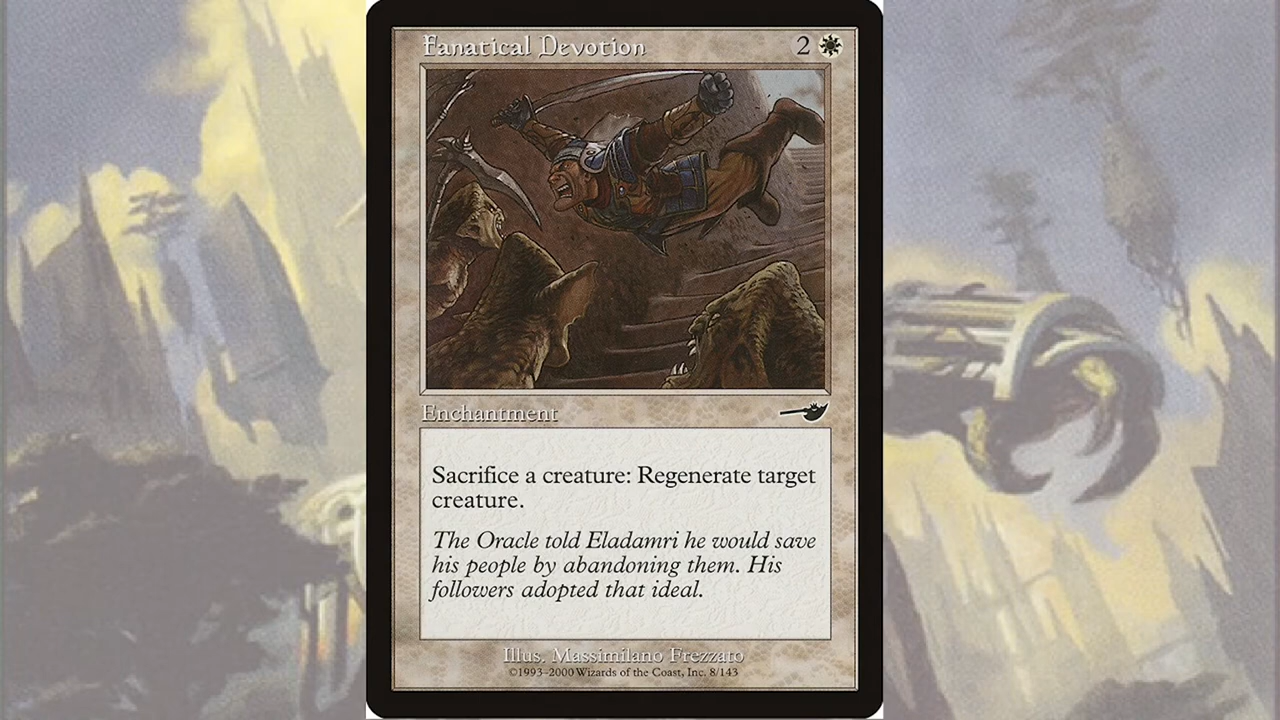 Fanatical Devotion 2
Enchantment
Sacrifice a creature: Regenerate target
creature.
The Oracle told Eladamri he would save
his people by abandoning them. His
followers adopted that ideal.
Illus. Massimilano Frezzato
©1993–2000 Wizards of the Coast, Inc. 8/143